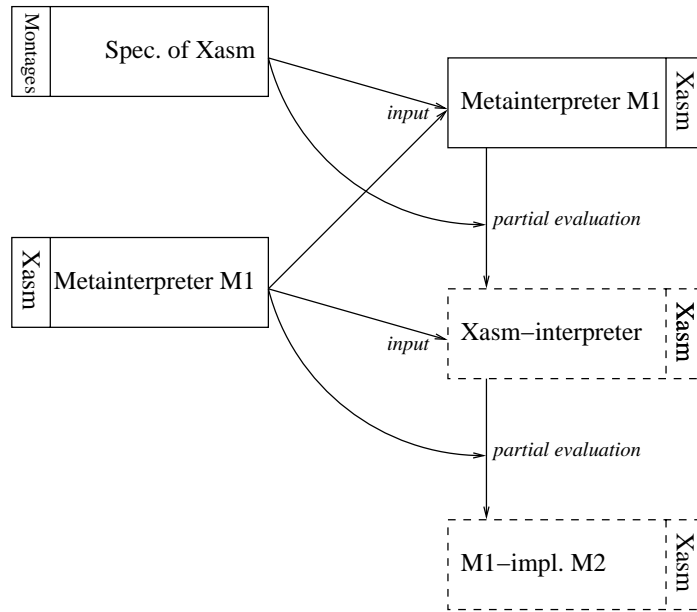 Montages
Spec. of Xasm
Metainterpreter M1
Xasm
input
partial evaluation
Xasm
Metainterpreter M1
Xasm−interpreter
Xasm
input
partial evaluation
M1−impl. M2
Xasm